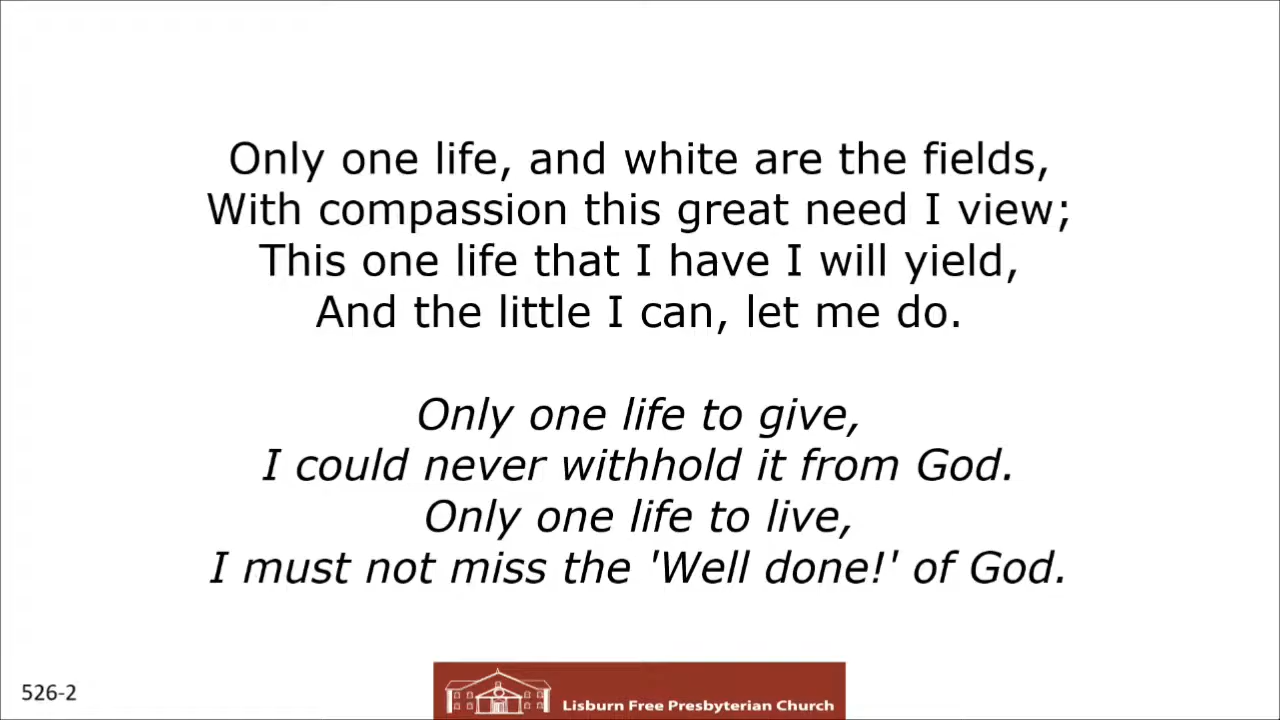 Only one life, and white are the fields,
With compassion this great need I view;
This one life that I have I will yield,
And the little I can, let me do.
Only one life to give,
I could never withhold it from God.
Only one life to live,
I must not miss the 'Well done!' of God.
526-2
Lisburn Free Presbyterian Church